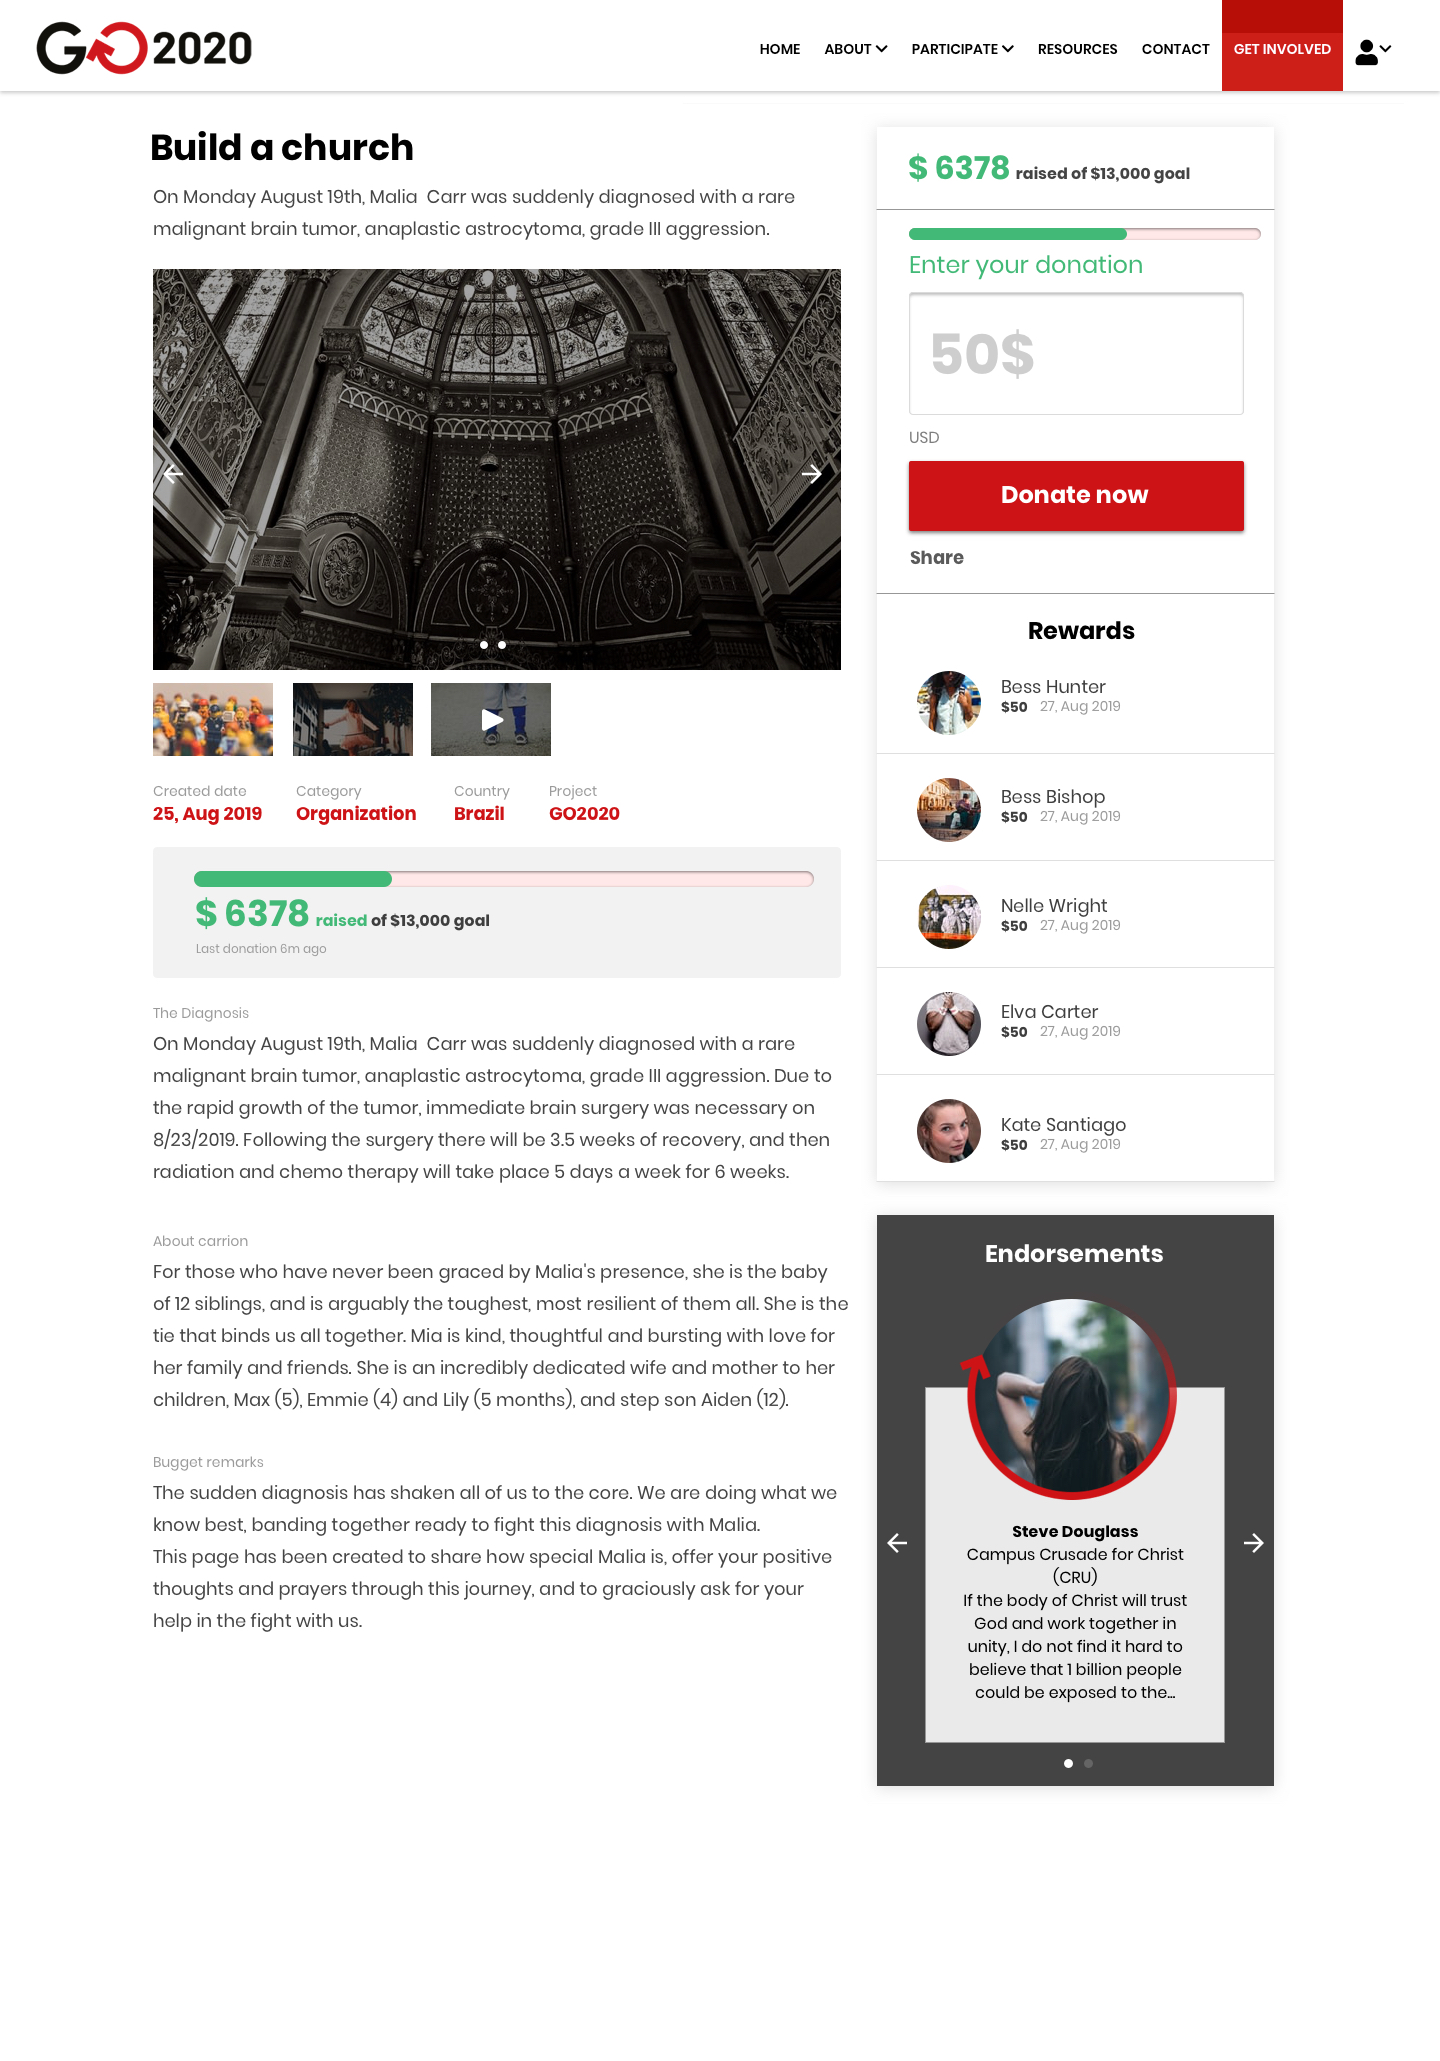 GO2020
HOME ABOUT PARTICIPATE RESOURCES CONTACT GET INVOLVED
Build a church
On Monday August 19th, Malia Carr was suddenly diagnosed with a rare
malignant brain tumor, anaplastic astrocytoma, grade III aggression.
Created date Category Country Project
25, Aug 2019 Organization Brazil GO2020
$ 6378 raised of $13,000 goal
Last donation 6m ago
The Diagnosis
On Monday August 19th, Malia Carr was suddenly diagnosed with a rare
malignant brain tumor, anaplastic astrocytoma, grade III aggression. Due to
the rapid growth of the tumor, immediate brain surgery was necessary on
8/23/2019. Following the surgery there will be 3.5 weeks of recovery, and then
radiation and chemo therapy will take place 5 days a week for 6 weeks.
About carrion
For those who have never been graced by Malia's presence, she is the baby
of 12 siblings, and is arguably the toughest, most resilient of them all. She is the
tie that binds us all together. Mia is kind, thoughtful and bursting with love for
her family and friends. She is an incredibly dedicated wife and mother to her
children, Max (5), Emmie (4) and Lily (5 months), and step son Aiden (12).
Bugget remarks
The sudden diagnosis has shaken all of us to the core. We are doing what we
know best, banding together ready to fight this diagnosis with Malia.
This page has been created to share how special Malia is, offer your positive
thoughts and prayers through this journey, and to graciously ask for your
help in the fight with us.
$ 6378 raised of $13,000 goal
Enter your donation
50$
USD
Donate now
Share
Rewards
Bess Hunter
$50 27, Aug 2019
Bess Bishop
$50 27, Aug 2019
Nelle Wright
$50 27, Aug 2019
Elva Carter
$50 27, Aug 2019
Kate Santiago
$50 27, Aug 2019
Endorsements
Steve Douglass
Campus Crusade for Christ
(CRU)
If the body of Christ will trust
God and work together in
unity, I do not find it hard to
believe that 1 billion people
could be exposed to the...